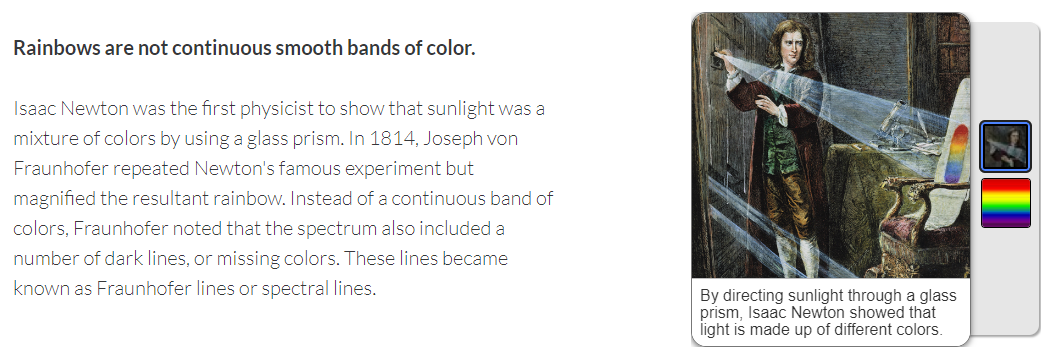 Rainbows are not continuous smooth bands of color.
Isaac Newton was the first physicist to show that sunlight was a
mixture of colors by using a glass prism. In 1814, Joseph von
Fraunhofer repeated Newton's famous experiment but
magnified the resultant rainbow. Instead of a continuous band of
colors, Fraunhofer noted that the spectrum also included a
number of dark lines, or missing colors. These lines became
known as Fraunhofer lines or spectral lines.
By directing sunlight through a glass
prism, Isaac Newton showed that
light is made up of different colors.